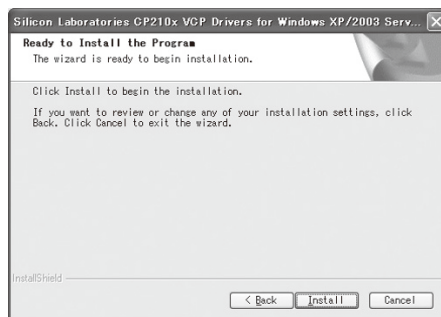 Silicon Laboratories CP210x VCP Drivers for Windows XP/2003 Serv...
Ready to Install the Program
The wizard is ready to begin installation.
Click Install to begin the installation.
If you want to review or change any of your installation settings, click
Back. Click Cancel to exit the wizard.
InstallShield
< Back
Install
Cancel